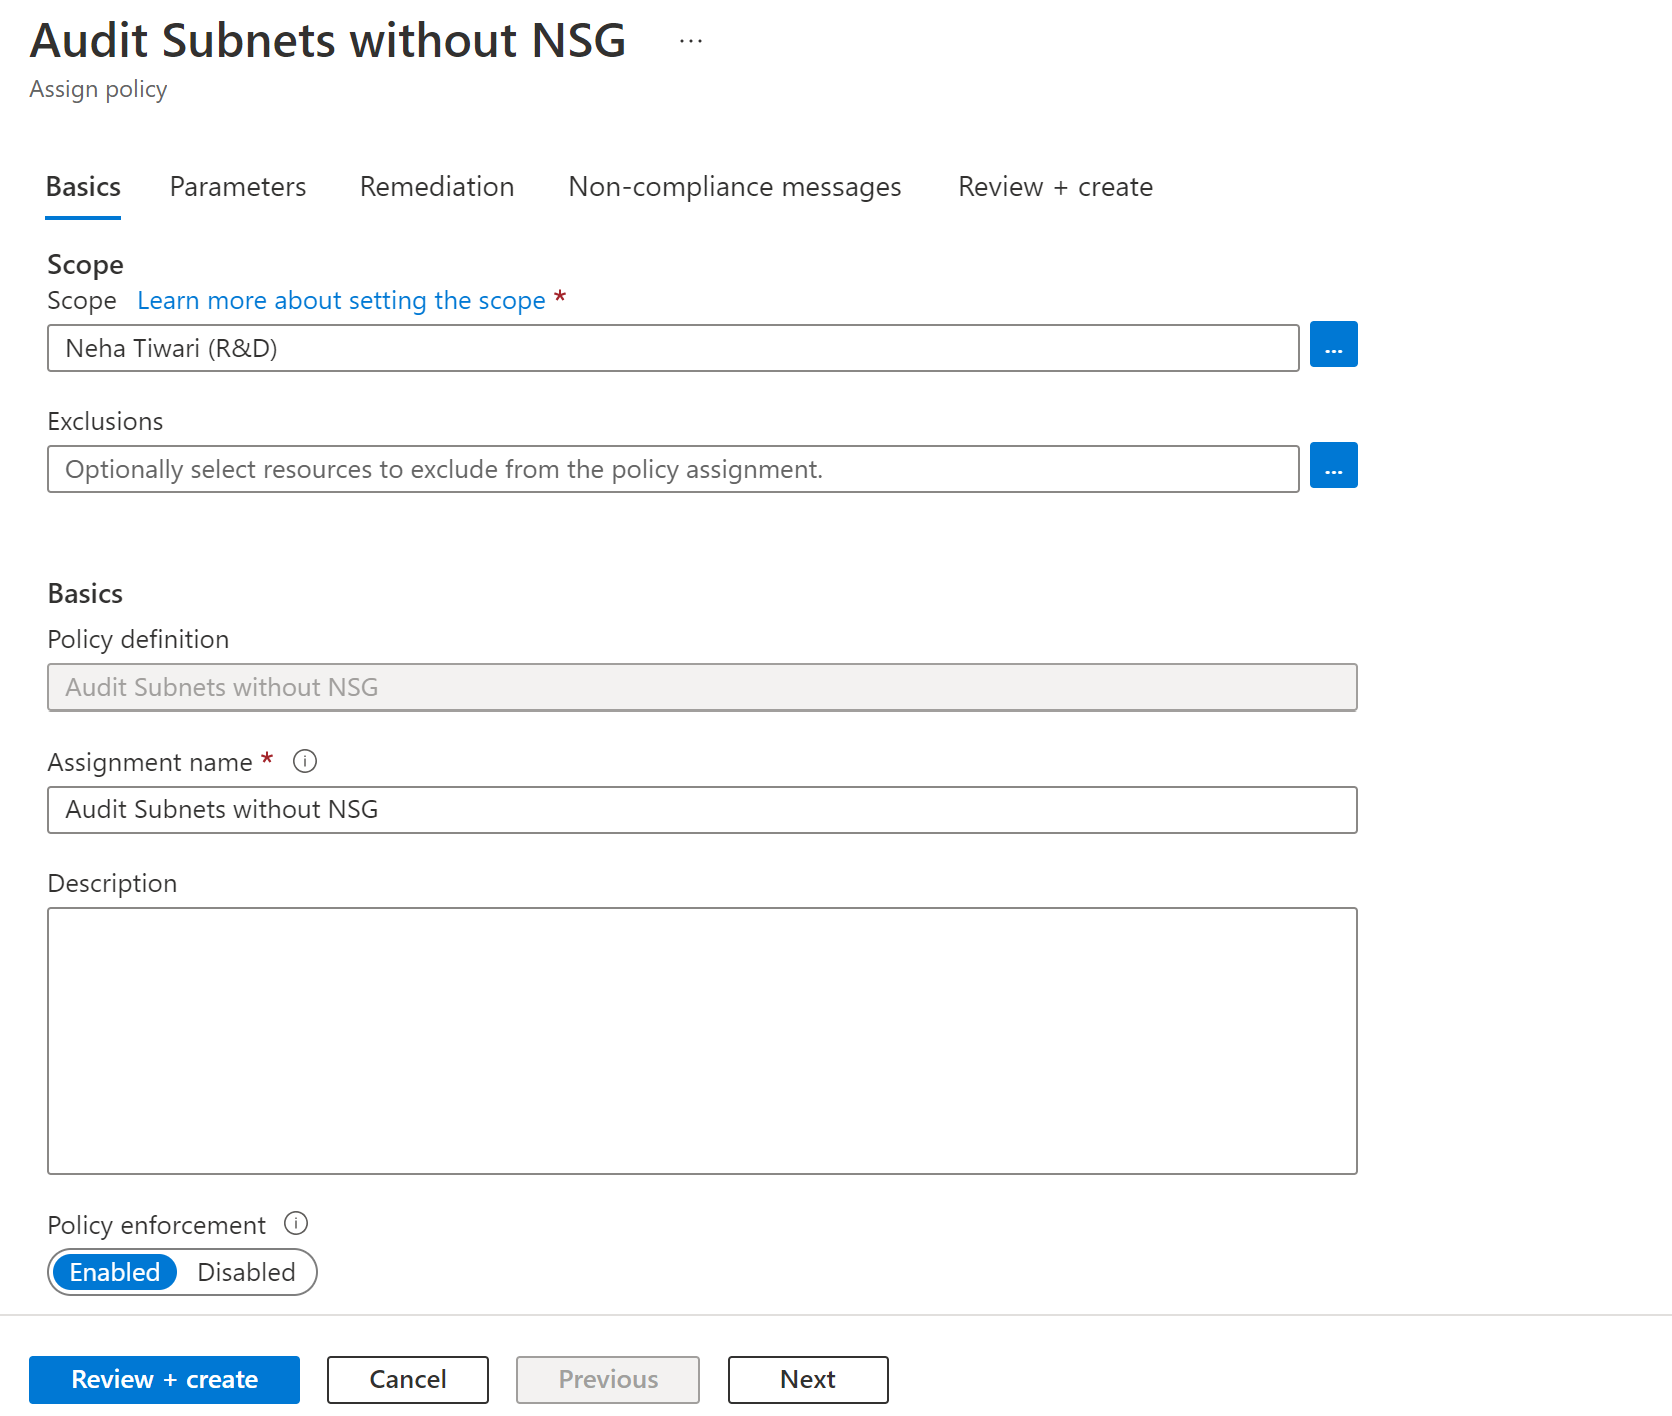 Audit Subnets without NSG ...
Assign policy
Basics Parameters Remediation Non-compliance messages Review + create
Scope
Scope Learn more about setting the scope *
Neha Tiwari (R&D) ...
Exclusions
Optionally select resources to exclude from the policy assignment. ...
Basics
Policy definition
Audit Subnets without NSG
Assignment name * i
Audit Subnets without NSG
Description
Policy enforcement i
Enabled Disabled
Review + create Cancel Previous Next